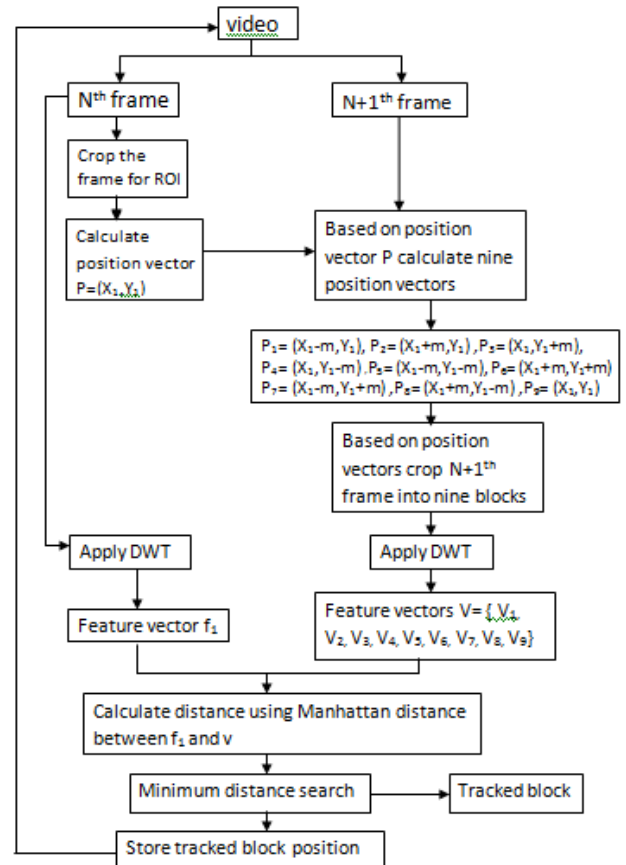 video
Nᵗʰ frame
N+1ᵗʰ frame
Crop the
frame for ROI
Calculate
position vector
P=(X₁,Y₁)
Based on position
vector P calculate nine
position vectors
P₁= (X₁-m,Y₁), P₂=(X₁+m,Y₁) ,P₃=(X₁,Y₁+m),
P₄= (X₁,Y₁-m) ,P₅=(X₁-m,Y₁-m), P₆=(X₁+m,Y₁+m)
P₇= (X₁-m,Y₁+m) ,P₈=(X₁+m,Y₁-m) ,P₉= (X₁,Y₁)
Based on position
vectors crop N+1ᵗʰ
frame into nine blocks
Apply DWT
Apply DWT
Feature vector f₁
Feature vectors V={ V₁,
V₂, V₃, V₄, V₅, V₆, V₇, V₈, V₉}
Calculate distance using Manhattan distance
between f₁ and v
Minimum distance search
Tracked block
Store tracked block position